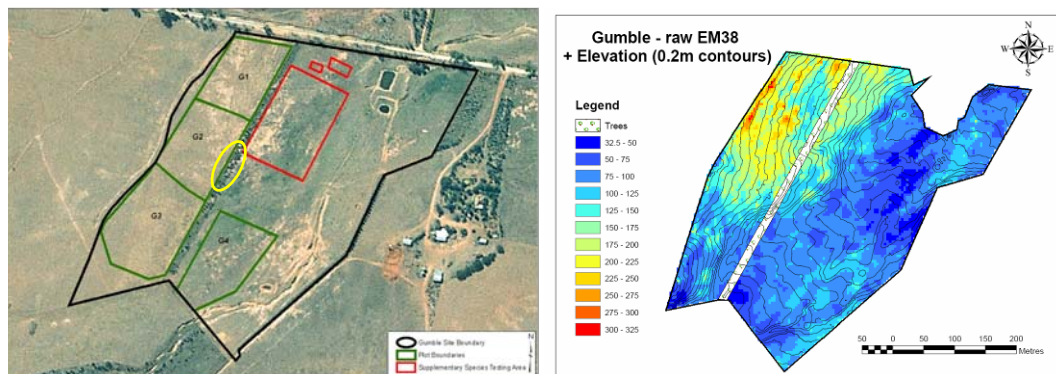 G1
G2
G3
G4
Gumble Site Boundary
Plot Boundaries
Supplementary Species Testing Area
N
Gumble - raw EM38
+ Elevation (0.2m contours)
N
W E
S
Legend
Trees
32.5 - 50
50 - 75
75 - 100
100 - 125
125 - 150
150 - 175
175 - 200
200 - 225
225 - 250
250 - 275
275 - 300
300 - 325
50 0 50 100 150 200
Metres